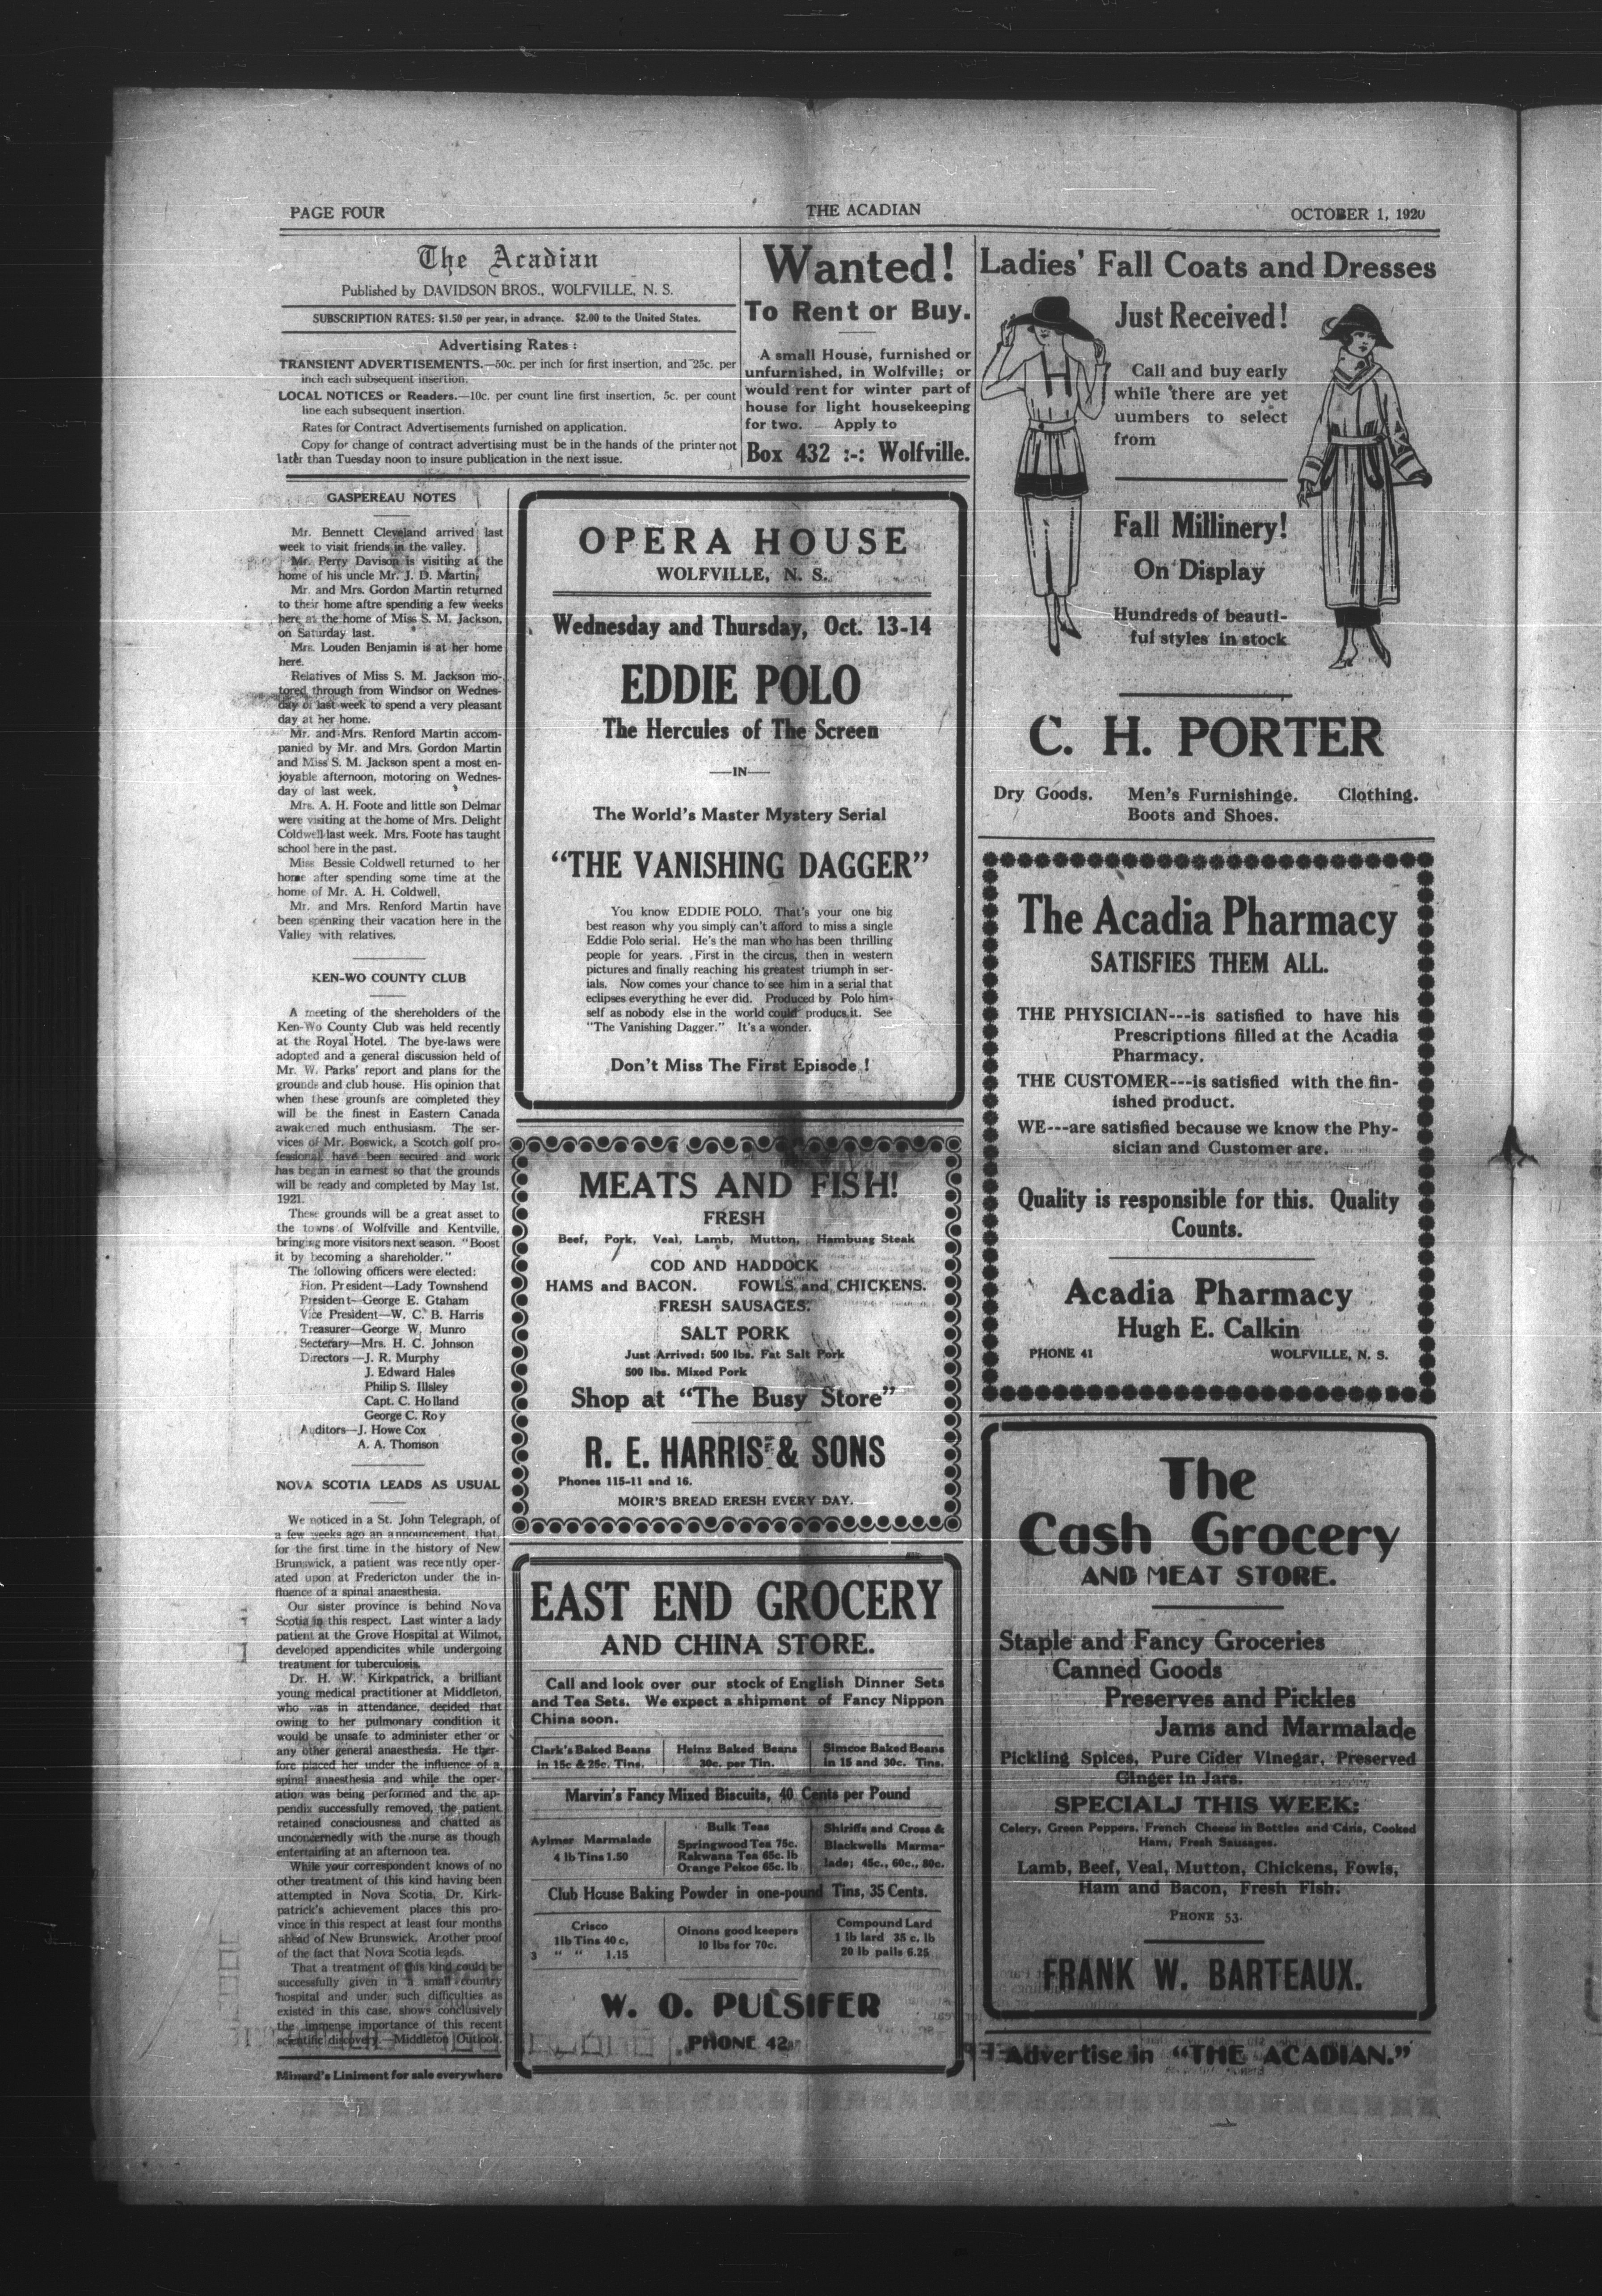 PAGE FOUR
THE ACADIAN
OCTOBER 1, 1920
The Acadian
Published by DAVIDSON BROS., WOLFVILLE, N. S.
SUBSCRIPTION RATES: $1.50 per year, in advance. $2.00 to the United States.
Advertising Rates :
TRANSIENT ADVERTISEMENTS.—50c. per inch for first insertion, and 25c. per
inch each subsequent insertion.
LOCAL NOTICES or Readers.—10c. per count line first insertion, 5c. per count
line each subsequent insertion.
Rates for Contract Advertisements furnished on application.
Copy for change of contract advertising must be in the hands of the printer not
later than Tuesday noon to insure publication in the next issue.
GASPEREAU NOTES
Mr. Bennett Cleveland arrived last
week to visit friends in the valley.
Mr. Perry Davison is visiting at the
home of his uncle Mr. J. D. Martin,
Mr. and Mrs. Gordon Martin returned
to their home aftre spending a few weeks
here at the home of Miss S. M. Jackson,
on Saturday last.
Mrs. Louden Benjamin is at her home
here.
Relatives of Miss S. M. Jackson mo-
tored through from Windsor on Wednes-
day of last week to spend a very pleasant
day at her home.
Mr. and Mrs. Renford Martin accom-
panied by Mr. and Mrs. Gordon Martin
and Miss S. M. Jackson spent a most en-
joyable afternoon, motoring on Wednes-
day of last week.
Mrs. A. H. Foote and little son Delmar
were visiting at the home of Mrs. Delight
Coldwell last week. Mrs. Foote has taught
school here in the past.
Miss Bessie Coldwell returned to her
home after spending some time at the
home of Mr. A. H. Coldwell,
Mr. and Mrs. Renford Martin have
been spenring their vacation here in the
Valley with relatives.
KEN-WO COUNTY CLUB
A meeting of the shereholders of the
Ken-Wo County Club was held recently
at the Royal Hotel. The bye-laws were
adopted and a general discussion held of
Mr. W. Parks' report and plans for the
grounds and club house. His opinion that
when these grounfs are completed they
will be the finest in Eastern Canada
awakened much enthusiasm. The ser-
vices of Mr. Boswick, a Scotch golf pro-
fessional have been secured and work
has began in earnest so that the grounds
will be ready and completed by May 1st.
1921.
These grounds will be a great asset to
the towns of Wolfville and Kentville,
bringing more visitors next season. "Boost
it by becoming a shareholder."
The following officers were elected:
Hon. President—Lady Townshend
President—George E. Gtaham
Vice President—W. C. B. Harris
Treasurer—George W. Munro
Secterary—Mrs. H. C. Johnson
Directors—J. R. Murphy
J. Edward Hales
Philip S. Illsley
Capt. C. Holland
George C. Roy
Auditors—J. Howe Cox
A. A. Thomson
NOVA SCOTIA LEADS AS USUAL
We noticed in a St. John Telegraph, of
a few weeks ago an announcement, that,
for the first time in the history of New
Brunswick, a patient was recently oper-
ated upon at Fredericton under the in-
fluence of a spinal anaesthesia.
Our sister province is behind Nova
Scotia in this respect. Last winter a lady
patient at the Grove Hospital at Wilmot,
developed appendicites while undergoing
treatment for tuberculosis.
Dr. H. W. Kirkpatrick, a brilliant
young medical practitioner at Middleton,
who was in attendance, decided that
owing to her pulmonary condition it
would be unsafe to administer ether or
any other general anaesthesia. He ther-
fore placed her under the influence of a
spinal anaesthesia and while the oper-
ation was being performed and the ap-
pendix successfully removed, the patient
retained consciousness and chatted as
unconcernedly with the nurse as though
entertaining at an afternoon tea.
While your correspondent knows of no
other treatment of this kind having been
attempted in Nova Scotia, Dr. Kirk-
patrick's achievement places this pro-
vince in this respect at least four months
ahead of New Brunswick. Another proof
of the fact that Nova Scotia leads.
That a treatment of this kind could be
successfully given in a small country
hospital and under such difficulties as
existed in this case, shows conclusively
the immense importance of this recent
scientific discovery.—Middleton Outlook.
Minard's Liniment for sale everywhere
Wanted!
To Rent or Buy.
A small House, furnished or
unfurnished, in Wolfville; or
would rent for winter part of
house for light housekeeping
for two. Apply to
Box 432 :-: Wolfville.
OPERA HOUSE
WOLFVILLE, N. S.
Wednesday and Thursday, Oct. 13-14
EDDIE POLO
The Hercules of The Screen
—IN—
The World's Master Mystery Serial
"THE VANISHING DAGGER"
You know EDDIE POLO. That's your one big
best reason why you simply can't afford to miss a single
Eddie Polo serial. He's the man who has been thrilling
people for years. First in the circus, then in western
pictures and finally reaching his greatest triumph in ser-
ials. Now comes your chance to see him in a serial that
eclipses everything he ever did. Produced by Polo him-
self as nobody else in the world could producs it. See
"The Vanishing Dagger." It's a wonder.
Don't Miss The First Episode !
MEATS AND FISH!
FRESH
Beef, Pork, Veal, Lamb, Mutton, Hambuag Steak
COD AND HADDOCK
HAMS and BACON. FOWLS and CHICKENS.
FRESH SAUSAGES.
SALT PORK
Just Arrived: 500 lbs. Fat Salt Pork
500 lbs. Mixed Pork
Shop at "The Busy Store"
R. E. HARRIS & SONS
Phones 115-11 and 16.
MOIR'S BREAD ERESH EVERY DAY.
EAST END GROCERY
AND CHINA STORE.
Call and look over our stock of English Dinner Sets
and Tea Sets. We expect a shipment of Fancy Nippon
China soon.
Clark's Baked Beans
in 15c & 25c. Tins.
Heinz Baked Beans
30c. per Tin.
Simcoe Baked Beans
in 15 and 30c. Tins.
Marvin's Fancy Mixed Biscuits, 40 Cents per Pound
Aylmer Marmalade
4 lb Tins 1.50
Bulk Teas
Springwood Tea 75c.
Rakwana Tea 65c. lb
Orange Pekoe 65c. lb
Shiriffs and Cross &
Blackwells Marma-
lade; 45c., 60c., 80c.
Club House Baking Powder in one-pound Tins, 35 Cents.
Crisco
1lb Tins 40 c,
3 " " 1.15
Oinons good keepers
10 lbs for 70c.
Compound Lard
1 lb lard 35 c. lb
20 lb palls 6.25
W. O. PULSIFER
PHONE 42
Ladies' Fall Coats and Dresses
Just Received!
Call and buy early
while there are yet
uumbers to select
from
Fall Millinery!
On Display
Hundreds of beauti-
ful styles in stock
C. H. PORTER
Dry Goods. Men's Furnishinge. Clothing.
Boots and Shoes.
The Acadia Pharmacy
SATISFIES THEM ALL.
THE PHYSICIAN---is satisfied to have his
Prescriptions filled at the Acadia
Pharmacy.
THE CUSTOMER---is satisfied with the fin-
ished product.
WE---are satisfied because we know the Phy-
sician and Customer are.
Quality is responsible for this. Quality
Counts.
Acadia Pharmacy
Hugh E. Calkin
PHONE 41 WOLFVILLE, N. S.
The
Cash Grocery
AND MEAT STORE.
Staple and Fancy Groceries
Canned Goods
Preserves and Pickles
Jams and Marmalade
Pickling Spices, Pure Cider Vinegar, Preserved
Ginger in Jars.
SPECIALJ THIS WEEK:
Celery, Green Peppers, French Cheese in Bottles and Cans, Cooked
Ham, Fresh Sausages.
Lamb, Beef, Veal, Mutton, Chickens, Fowls,
Ham and Bacon, Fresh Fish.
PHONE 53.
FRANK W. BARTEAUX.
Advertise in "THE ACADIAN."